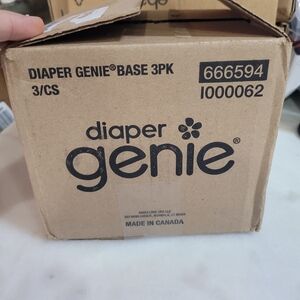 DIAPER GENIE® BASE 3PK
666594
3/CS
I000062
diaper
genie®
MADE IN CANADA